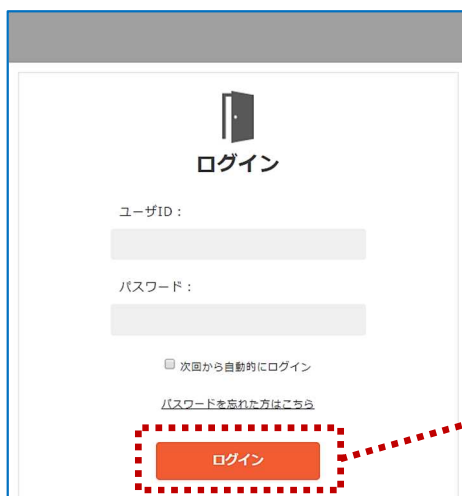 ログイン
ユーザID：
パスワード：
次回から自動的にログイン
パスワードを忘れた方はこちら
ログイン